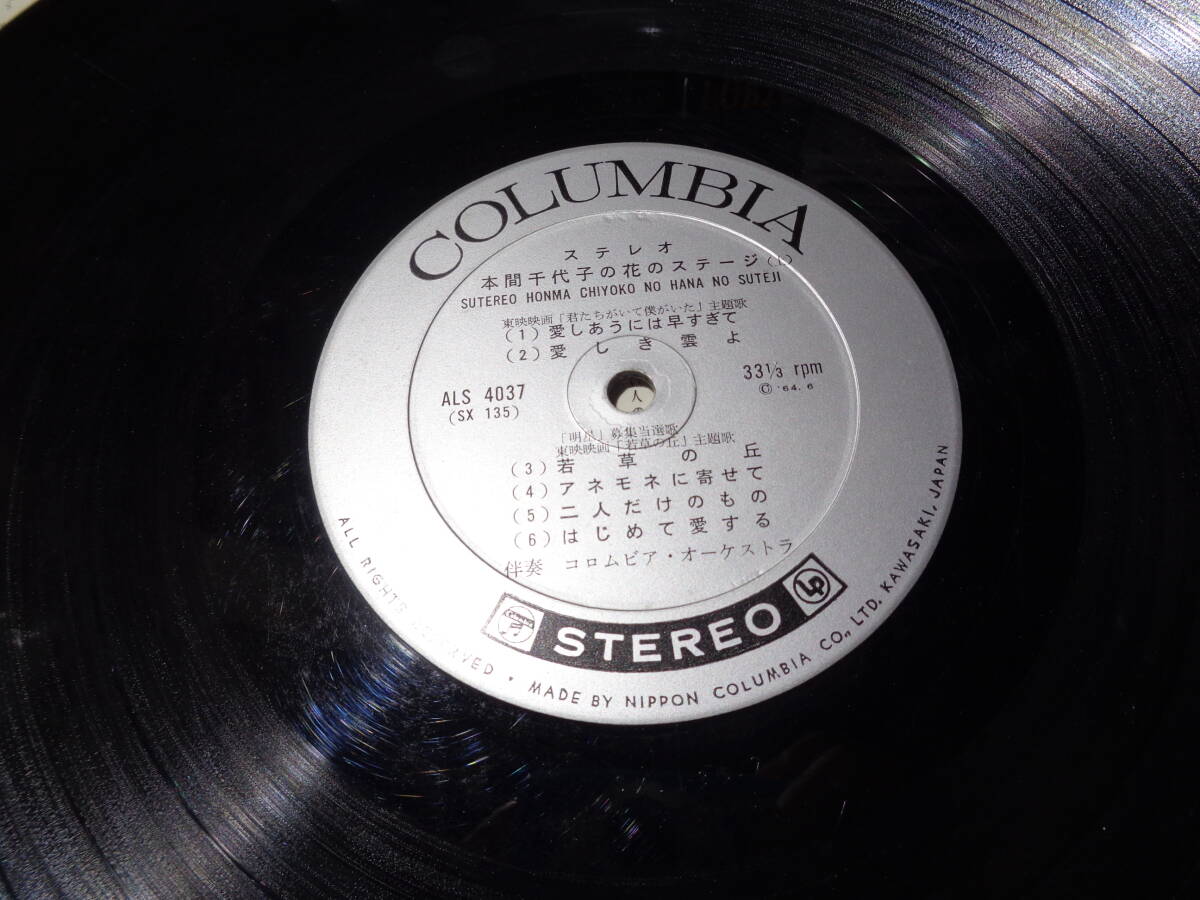 COLUMBIA
ステレオ
本間千代子の花のステージ(1)
SUTEREO HONMA CHIYOKO NO HANA NO SUTEJI
東映映画「君たちがいて僕がいた」主題歌
(1)愛しあうには早すぎて
(2)愛しき雲よ
ALS 4037
(SX 135)
33 1/3 rpm
© '64.6
人
「明星」募集当選歌
東映映画「若草の丘」主題歌
(3)若草の丘
(4)アネモネに寄せて
(5)二人だけのもの
(6)はじめて愛する
伴奏 コロムビア・オーケストラ
STEREO
LP
ALL RIGHTS RESERVED • MADE BY NIPPON COLUMBIA CO., LTD. KAWASAKI, JAPAN